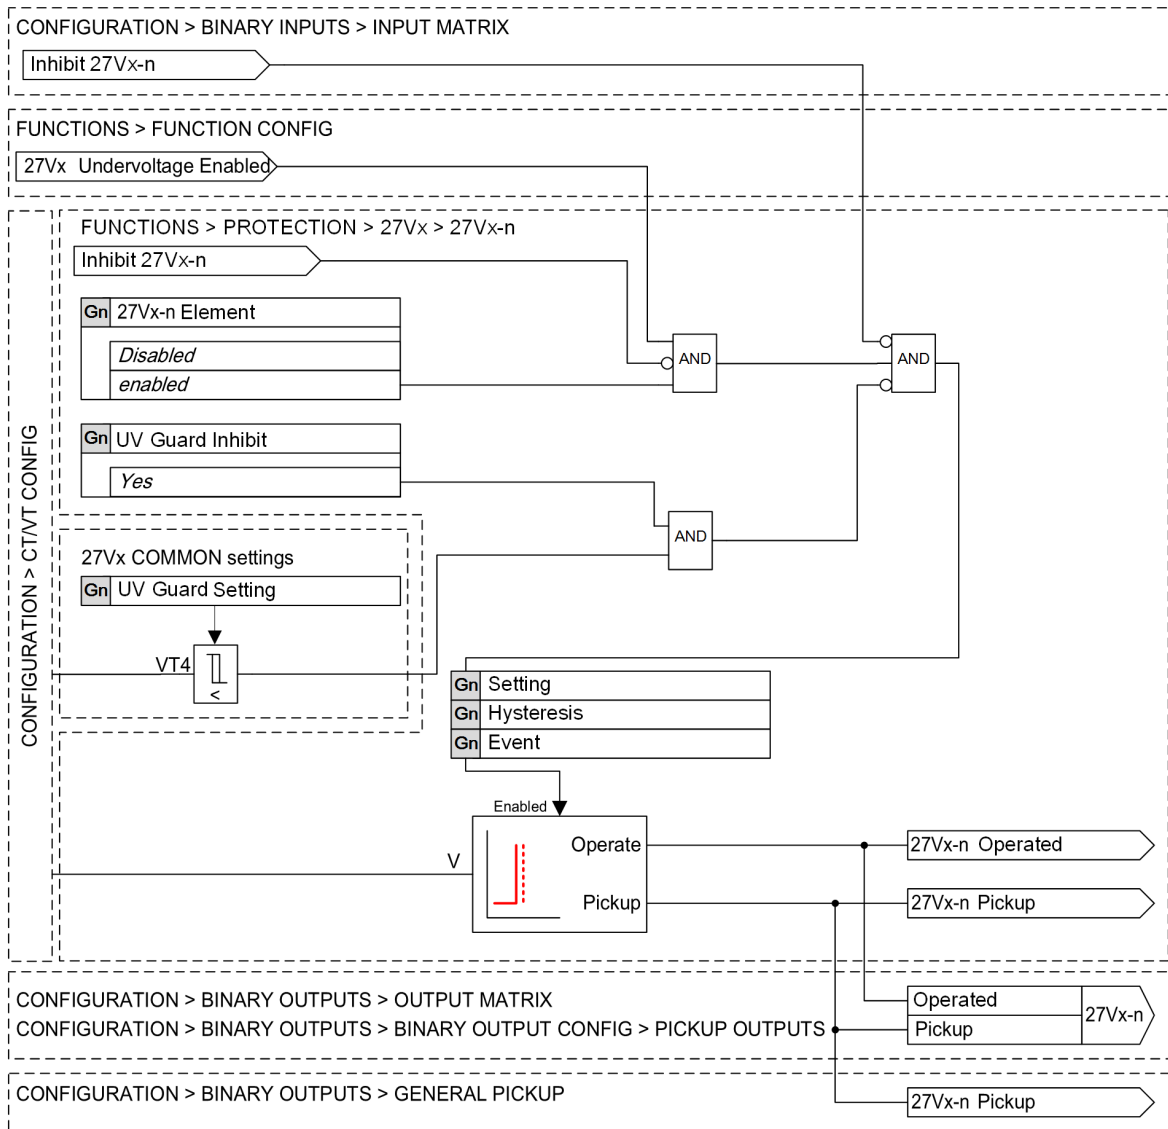 CONFIGURATION > BINARY INPUTS > INPUT MATRIX
Inhibit 27Vx-n
FUNCTIONS > FUNCTION CONFIG
27Vx Undervoltage Enabled
FUNCTIONS > PROTECTION > 27Vx > 27Vx-n
Inhibit 27Vx-n
Gn 27Vx-n Element
Disabled
enabled
AND
AND
Gn UV Guard Inhibit
Yes
AND
CONFIGURATION > CT/VT CONFIG
27Vx COMMON settings
Gn UV Guard Setting
VT4
<
Gn Setting
Gn Hysteresis
Gn Event
Enabled
V
Operate
Pickup
27Vx-n Operated
27Vx-n Pickup
CONFIGURATION > BINARY OUTPUTS > OUTPUT MATRIX
CONFIGURATION > BINARY OUTPUTS > BINARY OUTPUT CONFIG > PICKUP OUTPUTS
Operated
Pickup
27Vx-n
CONFIGURATION > BINARY OUTPUTS > GENERAL PICKUP
27Vx-n Pickup